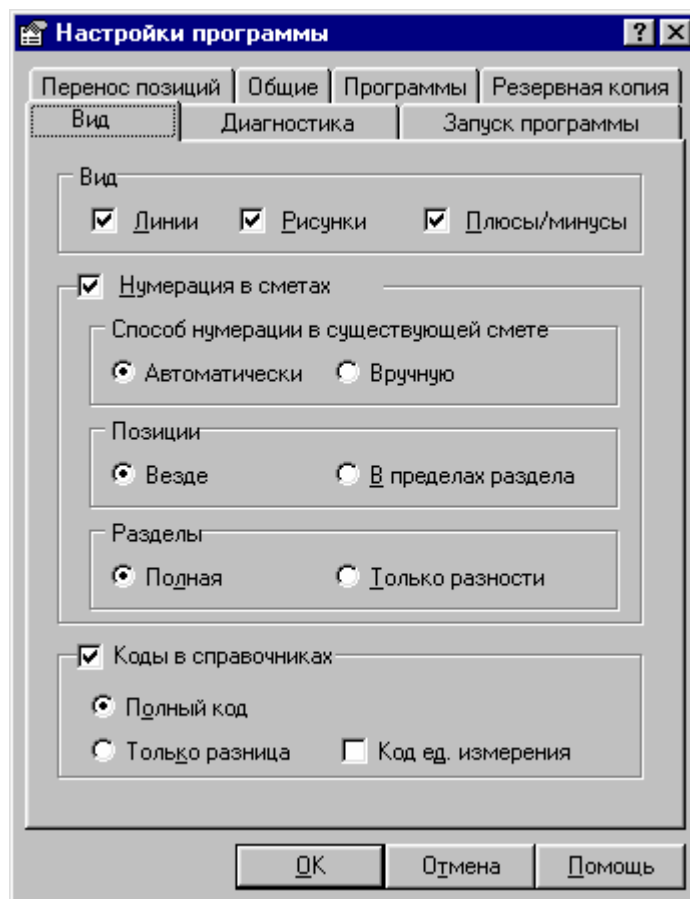 Настройки программы
Перенос позиций Общие Программы Резервная копия
Вид Диагностика Запуск программы
Вид
Линии Рисунки Плюсы/минусы
Нумерация в сметах
Способ нумерации в существующей смете
Автоматически Вручную
Позиции
Везде В пределах раздела
Разделы
Полная Только разности
Коды в справочниках
Полный код
Только разница Код ед. измерения
OK Отмена Помощь